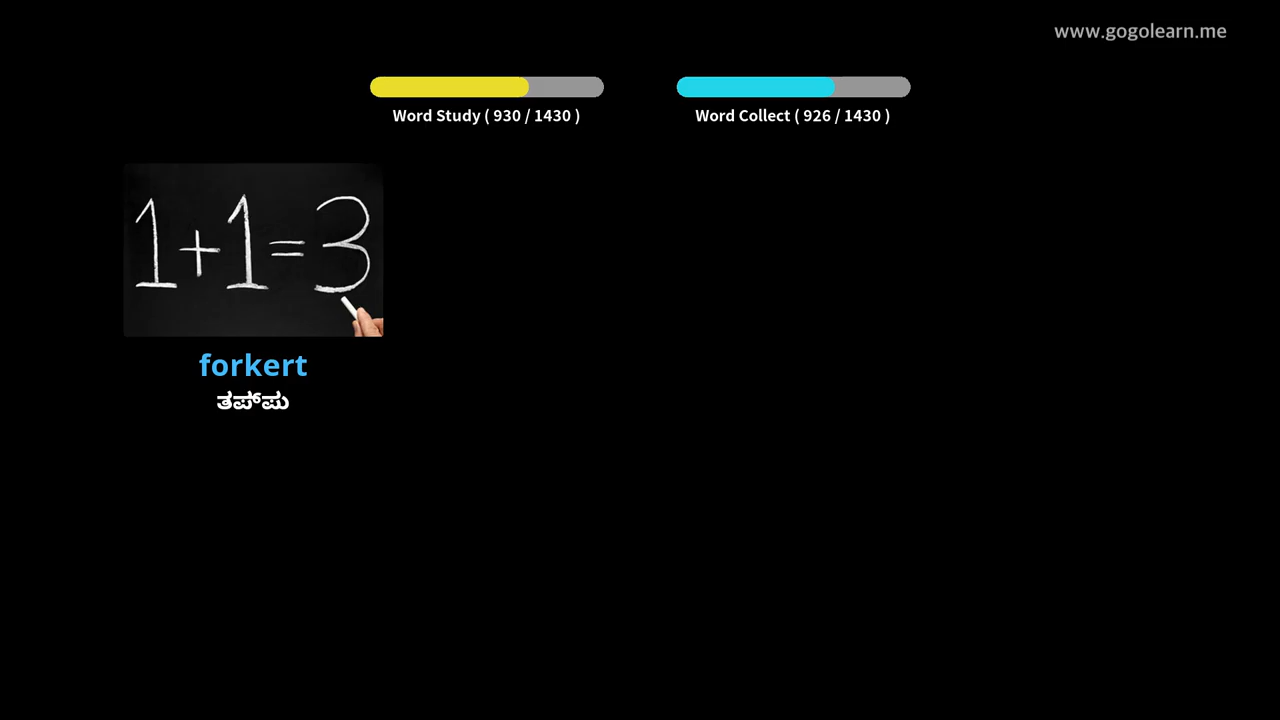 www.gogolearn.me
Word Study ( 930 / 1430 )
Word Collect ( 926 / 1430 )
1+1=3
forkert
ತಪ್ಪು